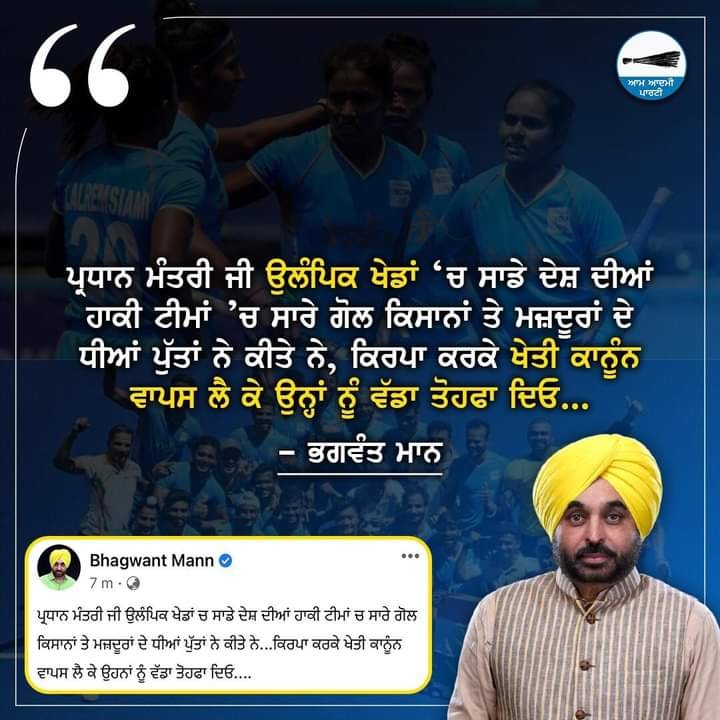 ਆਮ ਆਦਮੀ
ਪਾਰਟੀ
LALREMSIAMI
ਪ੍ਰਧਾਨ ਮੰਤਰੀ ਜੀ ਉਲੰਪਿਕ ਖੇਡਾਂ ‘ਚ ਸਾਡੇ ਦੇਸ਼ ਦੀਆਂ
ਹਾਕੀ ਟੀਮਾਂ ’ਚ ਸਾਰੇ ਗੋਲ ਕਿਸਾਨਾਂ ਤੇ ਮਜ਼ਦੂਰਾਂ ਦੇ
ਧੀਆਂ ਪੁੱਤਾਂ ਨੇ ਕੀਤੇ ਨੇ, ਕਿਰਪਾ ਕਰਕੇ ਖੇਤੀ ਕਾਨੂੰਨ
ਵਾਪਸ ਲੈ ਕੇ ਉਨ੍ਹਾਂ ਨੂੰ ਵੱਡਾ ਤੋਹਫਾ ਦਿਓ...
– ਭਗਵੰਤ ਮਾਨ
Bhagwant Mann
7 m ·
ਪ੍ਰਧਾਨ ਮੰਤਰੀ ਜੀ ਉਲੰਪਿਕ ਖੇਡਾਂ ਚ ਸਾਡੇ ਦੇਸ਼ ਦੀਆਂ ਹਾਕੀ ਟੀਮਾਂ ਚ ਸਾਰੇ ਗੋਲ
ਕਿਸਾਨਾਂ ਤੇ ਮਜ਼ਦੂਰਾਂ ਦੇ ਧੀਆਂ ਪੁੱਤਾਂ ਨੇ ਕੀਤੇ ਨੇ...ਕਿਰਪਾ ਕਰਕੇ ਖੇਤੀ ਕਾਨੂੰਨ
ਵਾਪਸ ਲੈ ਕੇ ਉਹਨਾਂ ਨੂੰ ਵੱਡਾ ਤੋਹਫਾ ਦਿਓ....